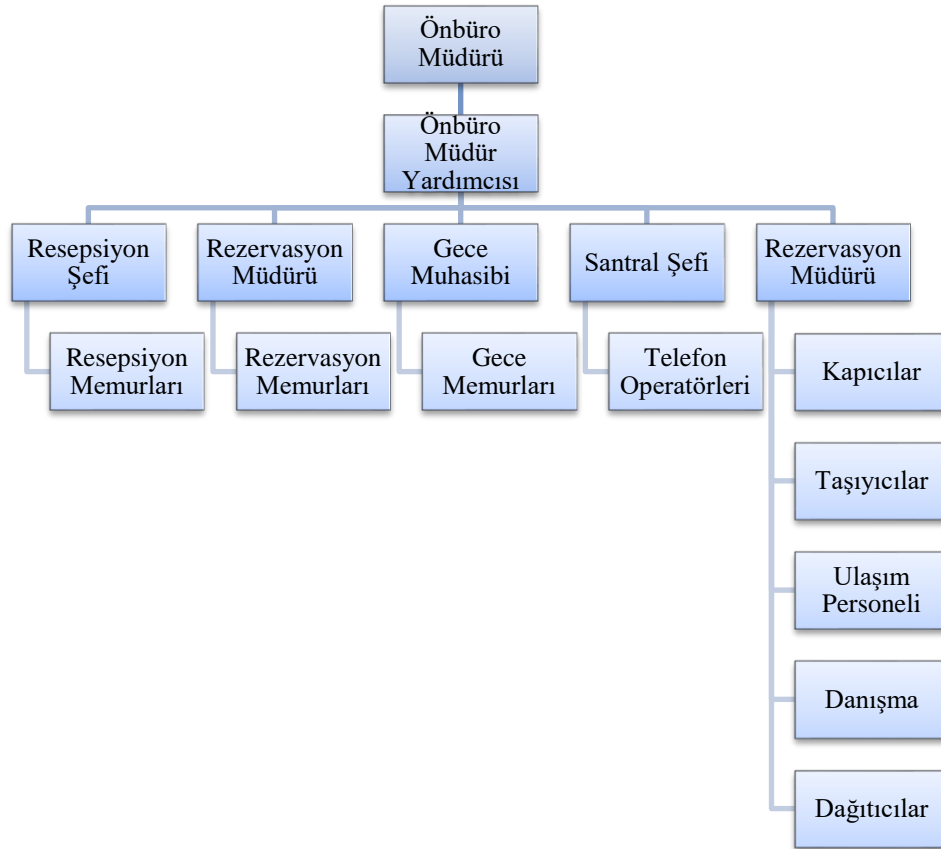 Önbüro
Müdürü
Önbüro
Müdür
Yardımcısı
Resepsiyon
Şefi
Rezervasyon
Müdürü
Gece
Muhasibi
Santral Şefi
Rezervasyon
Müdürü
Resepsiyon
Memurları
Rezervasyon
Memurları
Gece
Memurları
Telefon
Operatörleri
Kapıcılar
Taşıyıcılar
Ulaşım
Personeli
Danışma
Dağıtıcılar